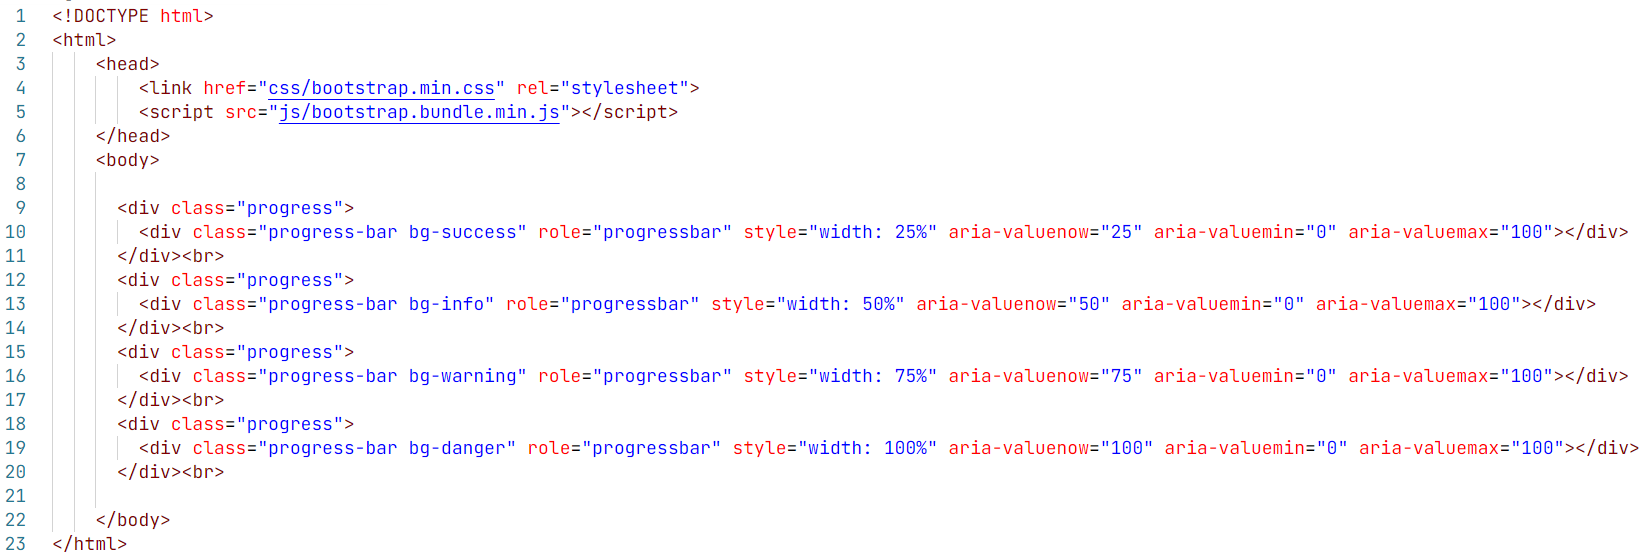 1 <!DOCTYPE html>
2 <html>
3 <head>
4 <link href="css/bootstrap.min.css" rel="stylesheet">
5 <script src="js/bootstrap.bundle.min.js"></script>
6 </head>
7 <body>
8
9 <div class="progress">
10 <div class="progress-bar bg-success" role="progressbar" style="width: 25%" aria-valuenow="25" aria-valuemin="0" aria-valuemax="100"></div>
11 </div><br>
12 <div class="progress">
13 <div class="progress-bar bg-info" role="progressbar" style="width: 50%" aria-valuenow="50" aria-valuemin="0" aria-valuemax="100"></div>
14 </div><br>
15 <div class="progress">
16 <div class="progress-bar bg-warning" role="progressbar" style="width: 75%" aria-valuenow="75" aria-valuemin="0" aria-valuemax="100"></div>
17 </div><br>
18 <div class="progress">
19 <div class="progress-bar bg-danger" role="progressbar" style="width: 100%" aria-valuenow="100" aria-valuemin="0" aria-valuemax="100"></div>
20 </div><br>
21
22 </body>
23 </html>